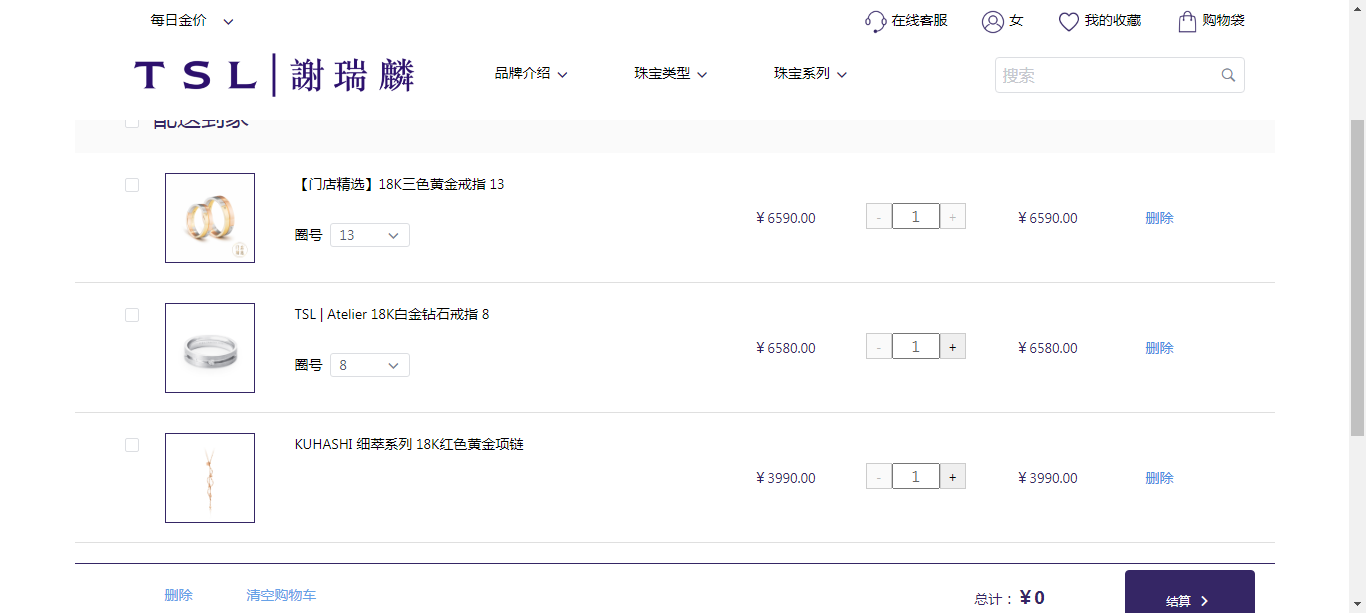 每日金价
在线客服
女
我的收藏
购物袋
TSL 謝瑞麟
品牌介绍
珠宝类型
珠宝系列
搜索
配送到家
【门店精选】18K三色黄金戒指 13
圈号 13
¥ 6590.00
- 1 +
¥ 6590.00
删除
TSL | Atelier 18K白金钻石戒指 8
圈号 8
¥ 6580.00
- 1 +
¥ 6580.00
删除
KUHASHI 细萃系列 18K红色黄金项链
¥ 3990.00
- 1 +
¥ 3990.00
删除
删除
清空购物车
总计： ¥ 0
结算